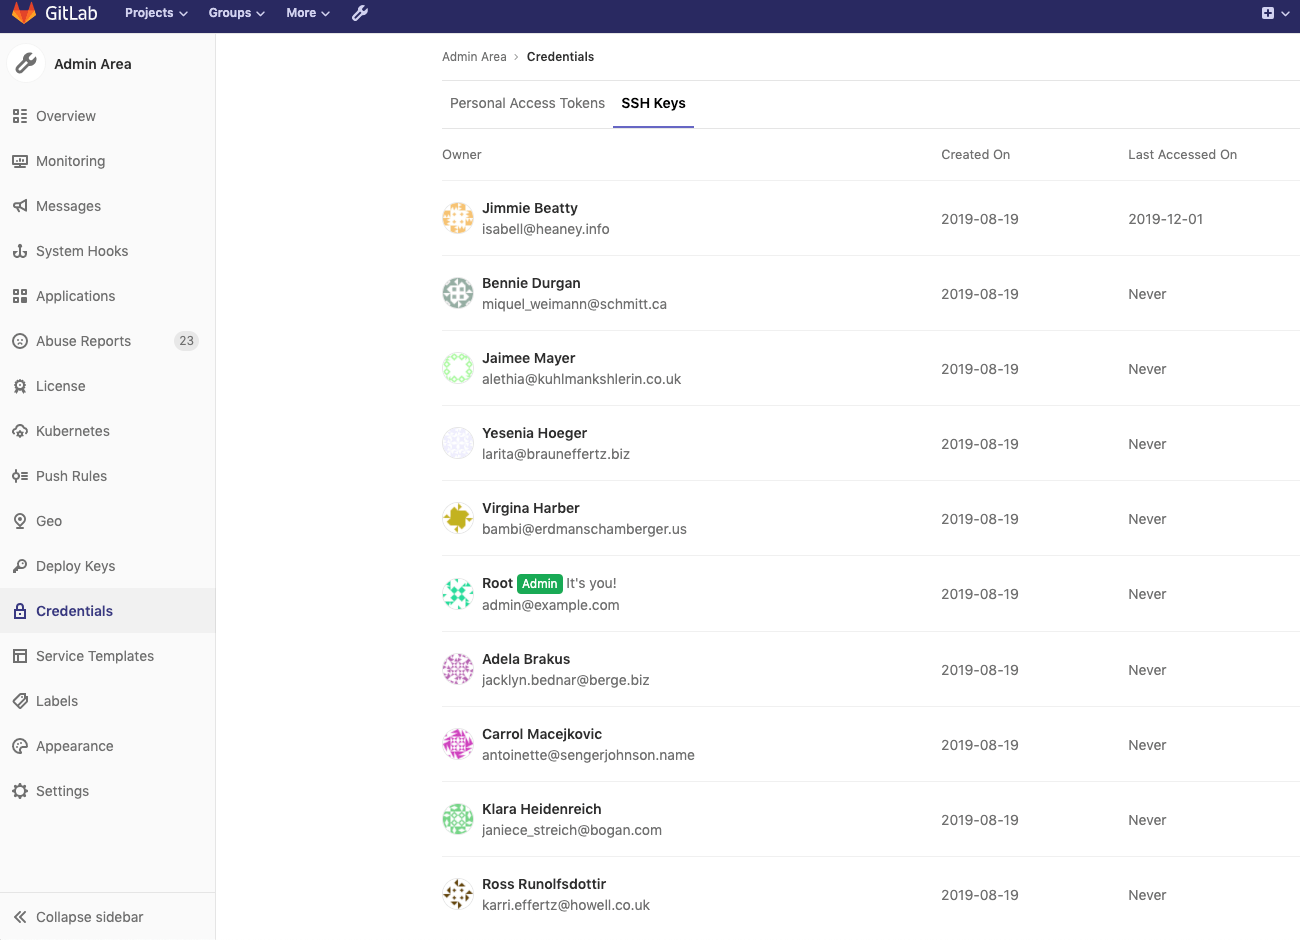 GitLab Projects Groups More
Admin Area
Overview
Monitoring
Messages
System Hooks
Applications
Abuse Reports 23
License
Kubernetes
Push Rules
Geo
Deploy Keys
Credentials
Service Templates
Labels
Appearance
Settings
Collapse sidebar
Admin Area › Credentials
Personal Access Tokens SSH Keys
Owner Created On Last Accessed On
Jimmie Beatty
isabell@heaney.info
2019-08-19 2019-12-01
Bennie Durgan
miquel_weimann@schmitt.ca
2019-08-19 Never
Jaimee Mayer
alethia@kuhlmankshlerin.co.uk
2019-08-19 Never
Yesenia Hoeger
larita@brauneffertz.biz
2019-08-19 Never
Virgina Harber
bambi@erdmanschamberger.us
2019-08-19 Never
Root Admin It's you!
admin@example.com
2019-08-19 Never
Adela Brakus
jacklyn.bednar@berge.biz
2019-08-19 Never
Carrol Macejkovic
antoinette@sengerjohnson.name
2019-08-19 Never
Klara Heidenreich
janiece_streich@bogan.com
2019-08-19 Never
Ross Runolfsdottir
karri.effertz@howell.co.uk
2019-08-19 Never